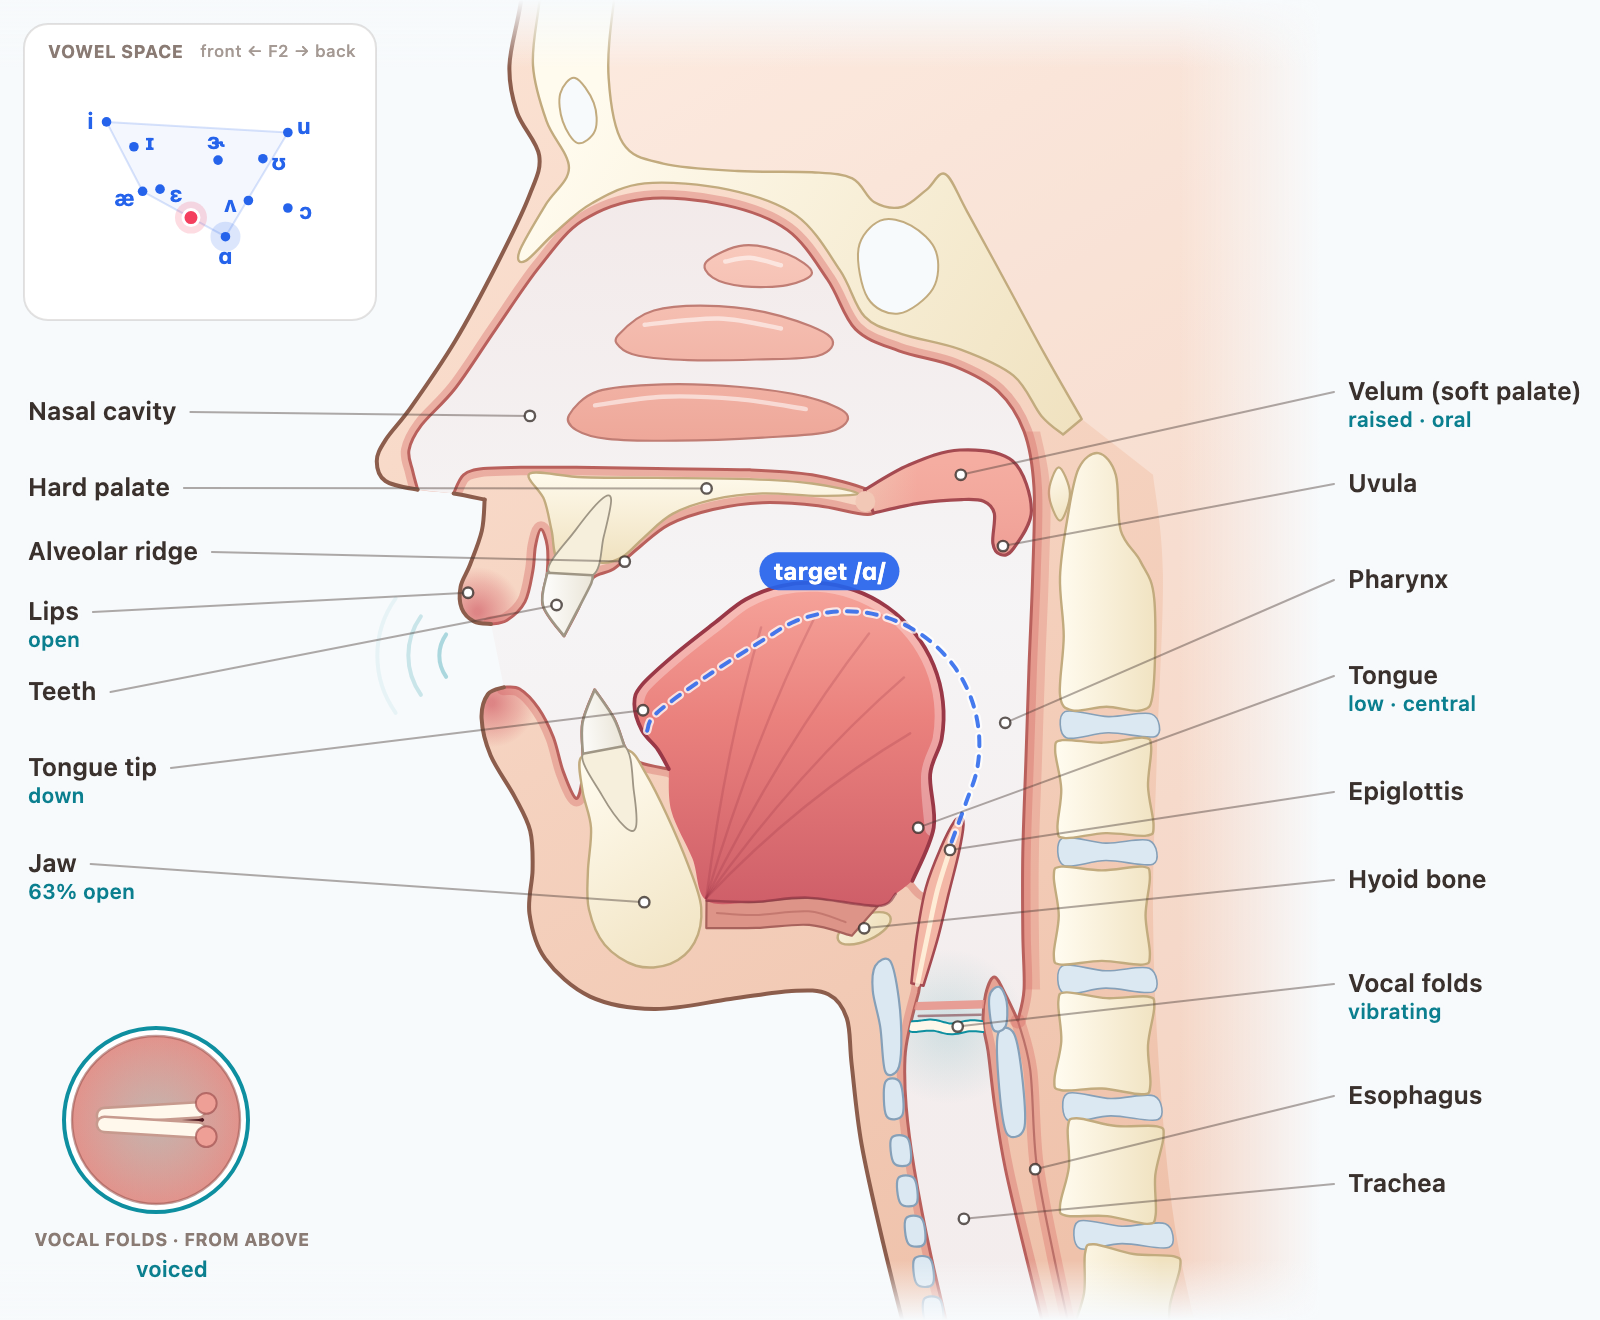 VOWEL SPACE front ← F2 → back
i
u
ɪ
ɝ
ʊ
æ
ɛ
ʌ
ɔ
ɑ
Nasal cavity
Hard palate
Alveolar ridge
Lips
open
Teeth
Tongue tip
down
Jaw
63% open
target /ɑ/
Velum (soft palate)
raised · oral
Uvula
Pharynx
Tongue
low · central
Epiglottis
Hyoid bone
Vocal folds
vibrating
Esophagus
Trachea
VOCAL FOLDS · FROM ABOVE
voiced